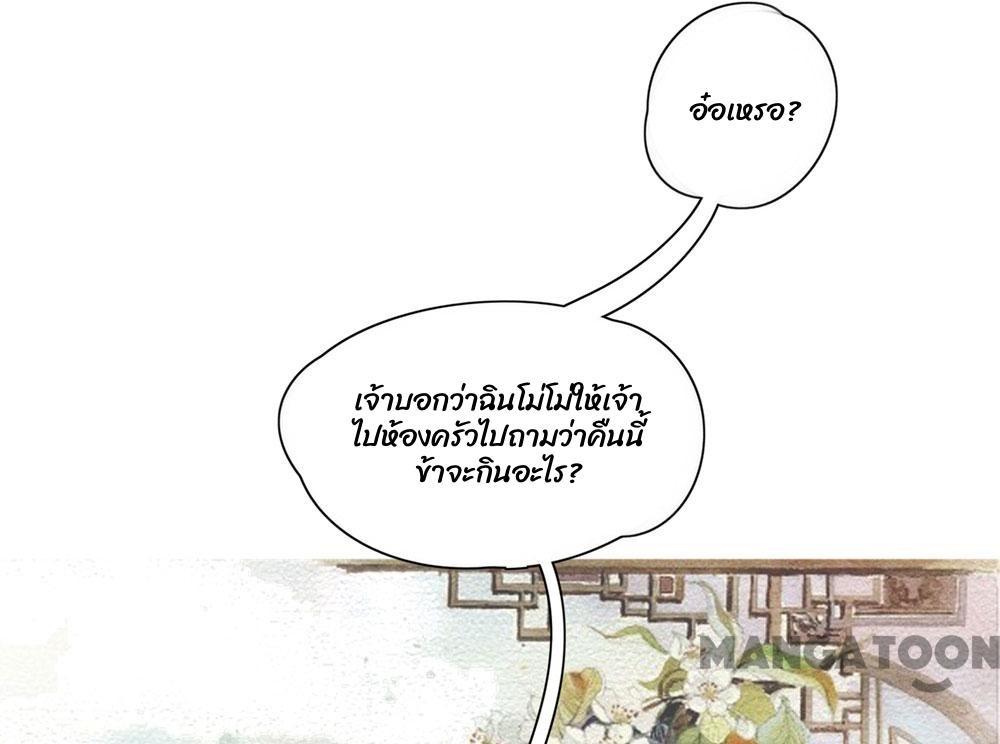 อ๋อเหรอ?
เจ้าบอกว่าฉินโม่โม่ให้เจ้า
ไปห้องครัวไปถามว่าคืนนี้
ข้าจะกินอะไร?
MANGATOON